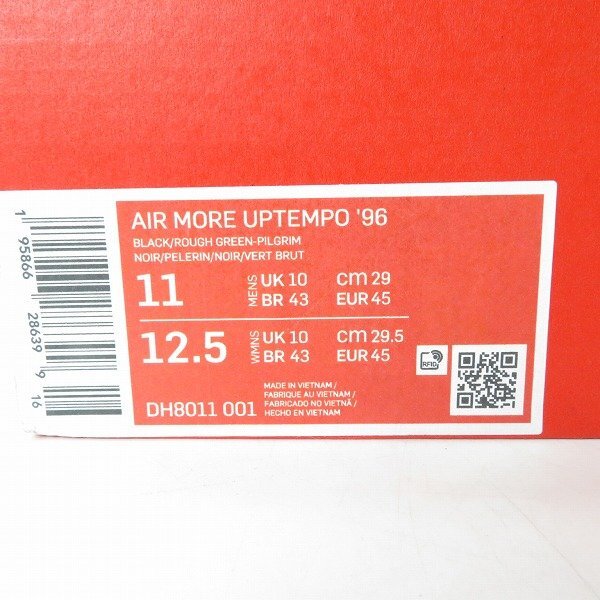 AIR MORE UPTEMPO '96
BLACK/ROUGH GREEN-PILGRIM
NOIR/PELERIN/NOIR/VERT BRUT
11 MENS UK 10 CM 29
BR 43 EUR 45
12.5 WMNS UK 10 CM 29.5
BR 43 EUR 45
RFID
DH8011 001
MADE IN VIETNAM /
FABRIQUE AU VIETNAM /
FABRICADO NO VIETNÃ /
HECHO EN VIETNAM
1 95866 28639 9 16